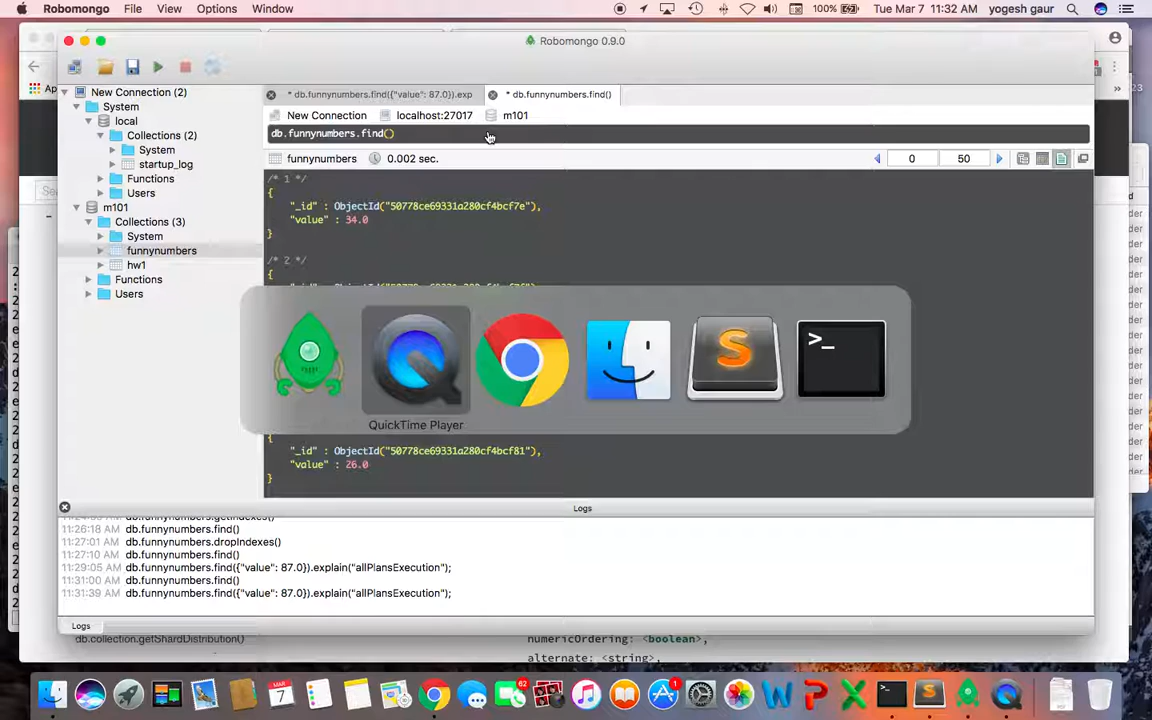 Robomongo File View Options Window 100% Tue Mar 7 11:32 AM yogesh gaur
Robomongo 0.9.0
New Connection (2)
System
local
Collections (2)
System
startup_log
Functions
Users
m101
Collections (3)
System
funnynumbers
hw1
Functions
Users
* db.funnynumbers.find({"value": 87.0}).exp
* db.funnynumbers.find()
New Connection localhost:27017 m101
db.funnynumbers.find()
funnynumbers 0.002 sec. 0 50
/* 1 */
{
"_id" : ObjectId("50778ce69331a280cf4bcf7e"),
"value" : 34.0
}
/* 2 */
{
QuickTime Player
{
"_id" : ObjectId("50778ce69331a280cf4bcf81"),
"value" : 26.0
}
Logs
11:26:18 AM db.funnynumbers.find()
11:27:01 AM db.funnynumbers.dropIndexes()
11:27:10 AM db.funnynumbers.find()
11:29:05 AM db.funnynumbers.find({"value": 87.0}).explain("allPlansExecution");
11:31:00 AM db.funnynumbers.find()
11:31:39 AM db.funnynumbers.find({"value": 87.0}).explain("allPlansExecution");
Logs
db.collection.getShardDistribution()
numericOrdering: <boolean>,
alternate: <string>,